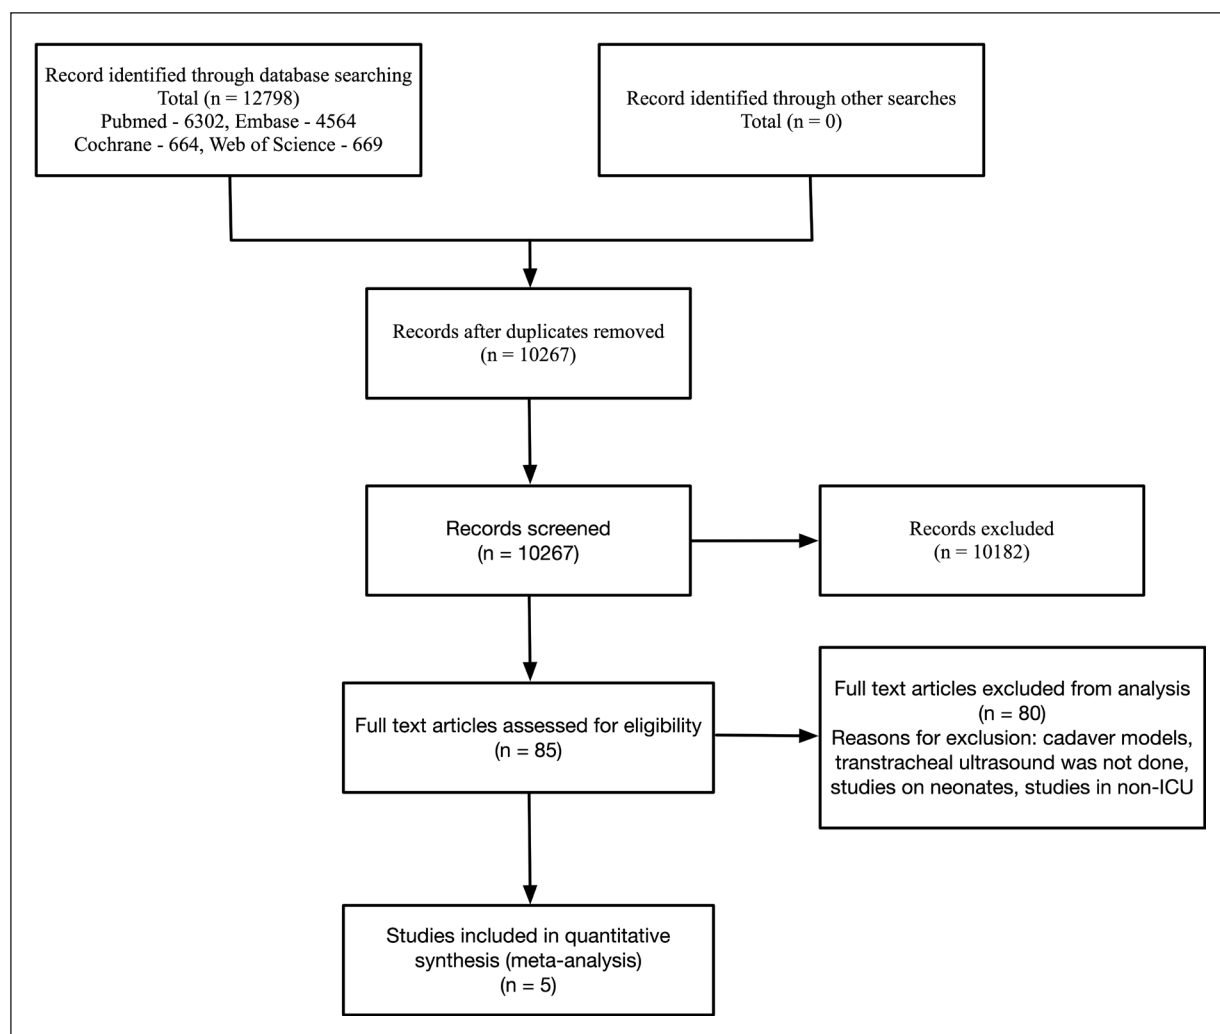 Record identified through database searching
Total (n = 12798)
Pubmed - 6302, Embase - 4564
Cochrane - 664, Web of Science - 669
Record identified through other searches
Total (n = 0)
Records after duplicates removed
(n = 10267)
Records screened
(n = 10267)
Records excluded
(n = 10182)
Full text articles assessed for eligibility
(n = 85)
Full text articles excluded from analysis
(n = 80)
Reasons for exclusion: cadaver models,
transtracheal ultrasound was not done,
studies on neonates, studies in non-ICU
Studies included in quantitative
synthesis (meta-analysis)
(n = 5)